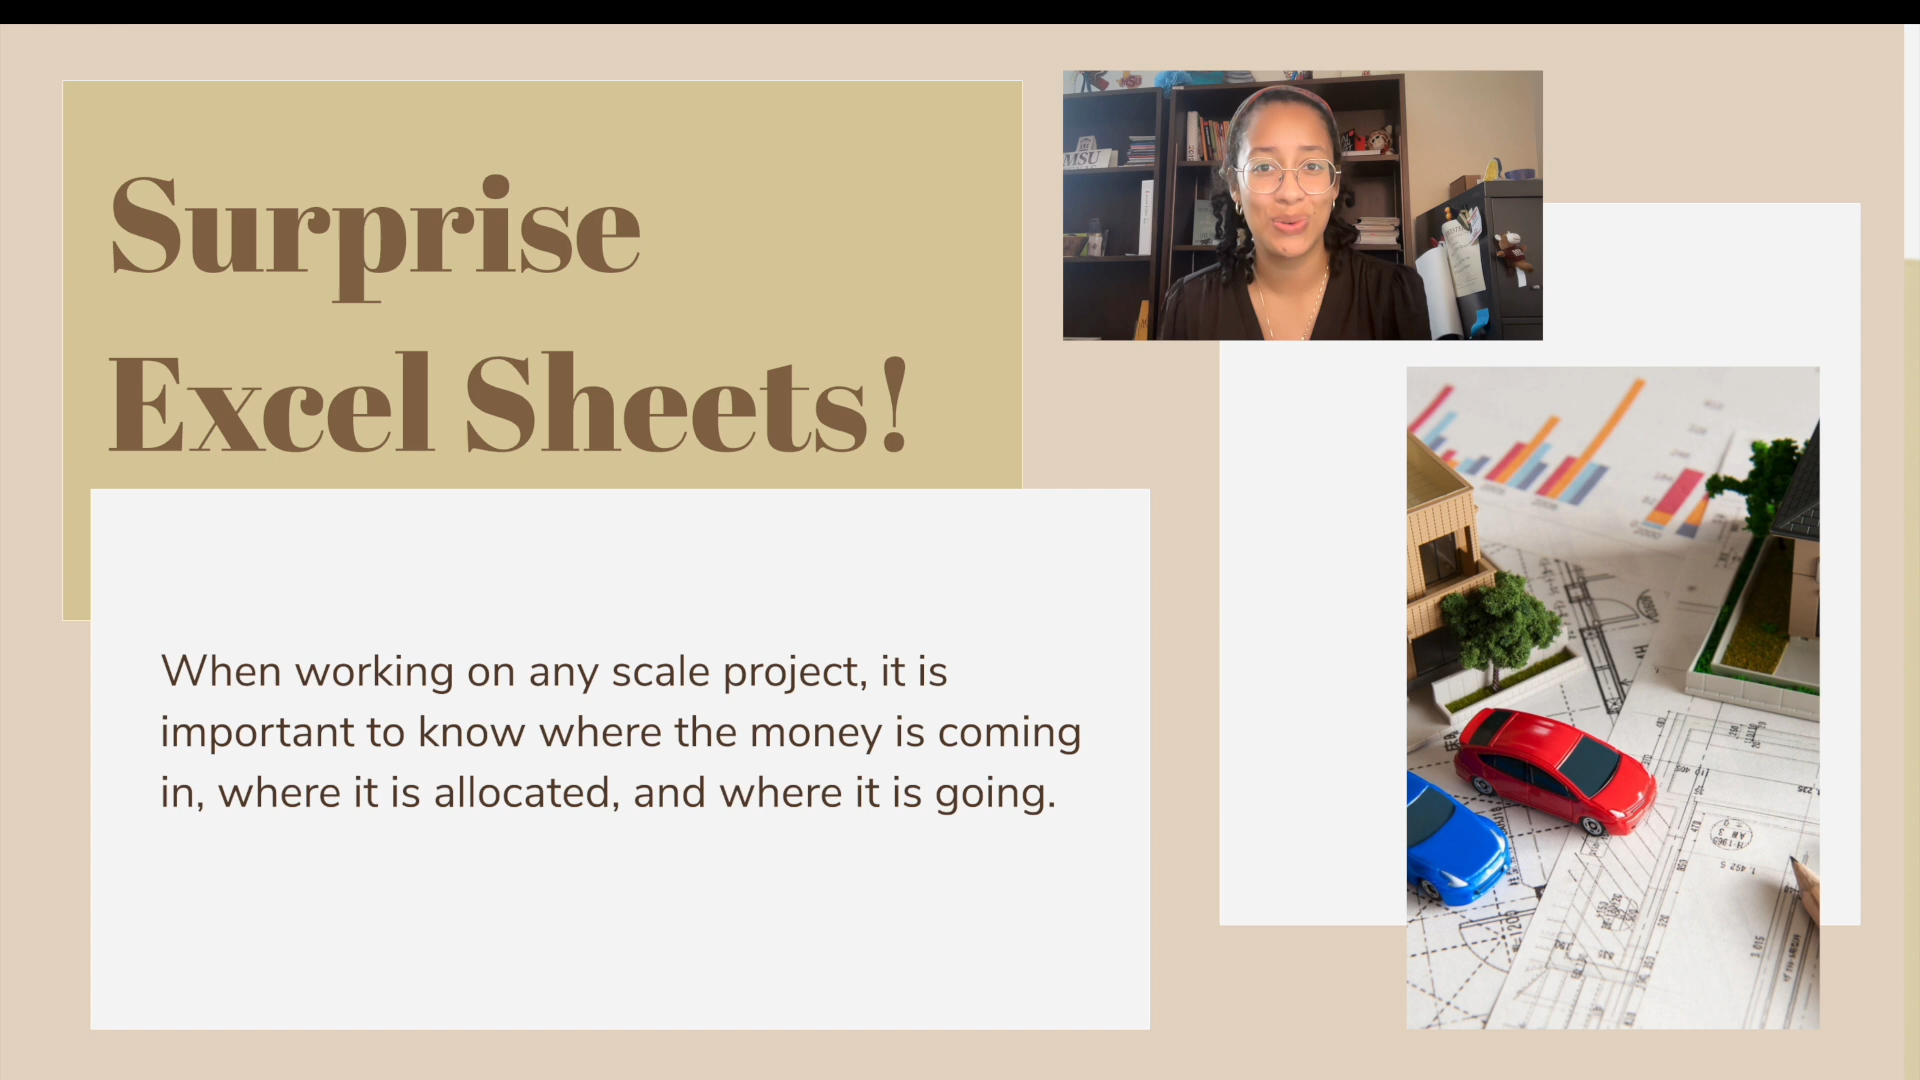 Surprise
Excel Sheets!
MSU
When working on any scale project, it is
important to know where the money is coming
in, where it is allocated, and where it is going.